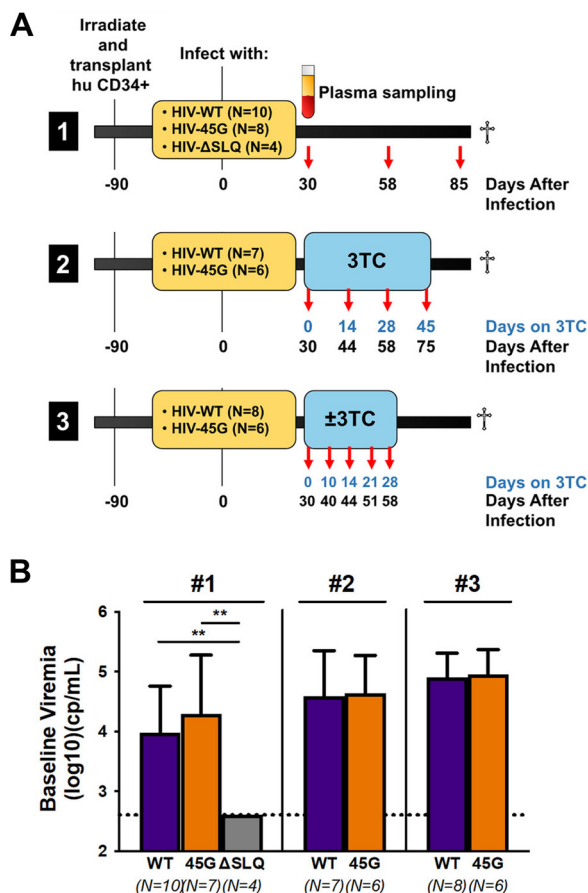 A
Irradiate
and
transplant
hu CD34+
Infect with:
Plasma sampling
1
• HIV-WT (N=10)
• HIV-45G (N=8)
• HIV-ΔSLQ (N=4)
-90
0
30
58
85
Days After
Infection
2
• HIV-WT (N=7)
• HIV-45G (N=6)
3TC
0
14
28
45
Days on 3TC
-90
0
30
44
58
75
Days After
Infection
3
• HIV-WT (N=8)
• HIV-45G (N=6)
±3TC
0
10
14
21
28
Days on 3TC
-90
0
30
40
44
51
58
Days After
Infection
B
#1
#2
#3
**
**
Baseline Viremia
(log10)(cp/mL)
6
5
4
3
2
WT
45G
ΔSLQ
WT
45G
WT
45G
(N=10)(N=7)(N=4)
(N=7)(N=6)
(N=8)(N=6)